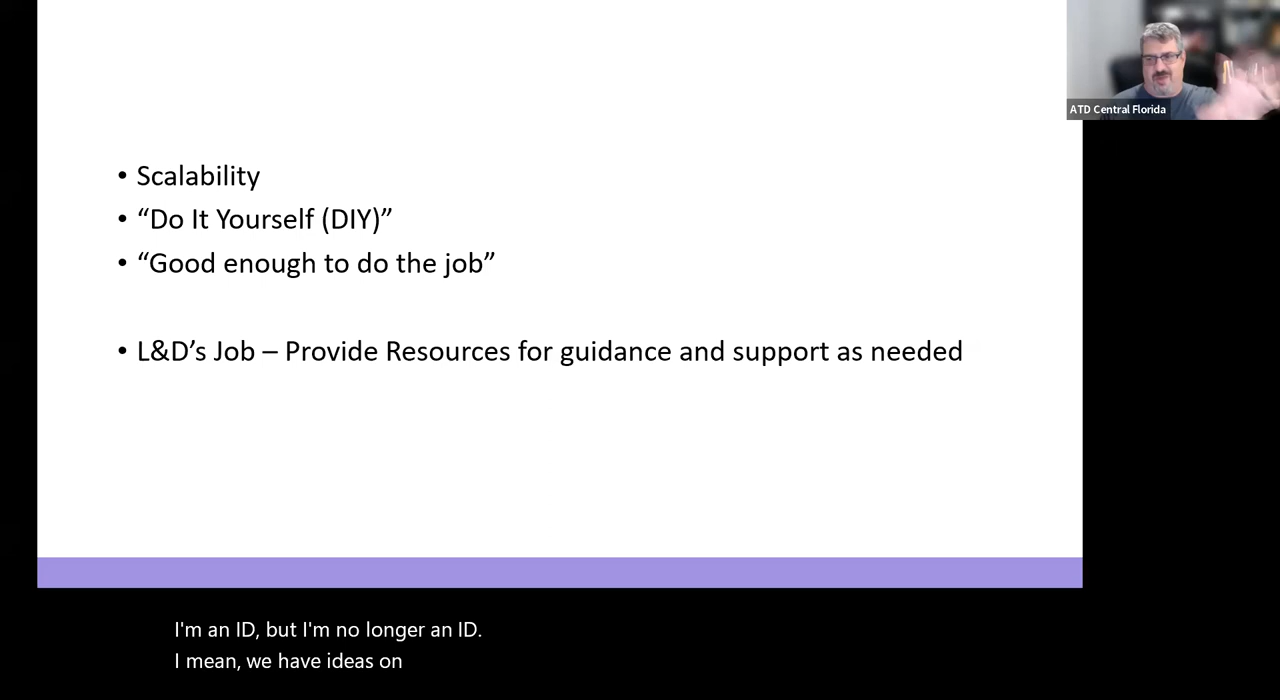 ATD Central Florida
• Scalability
• “Do It Yourself (DIY)”
• “Good enough to do the job”
• L&D’s Job – Provide Resources for guidance and support as needed
I'm an ID, but I'm no longer an ID.
I mean, we have ideas on